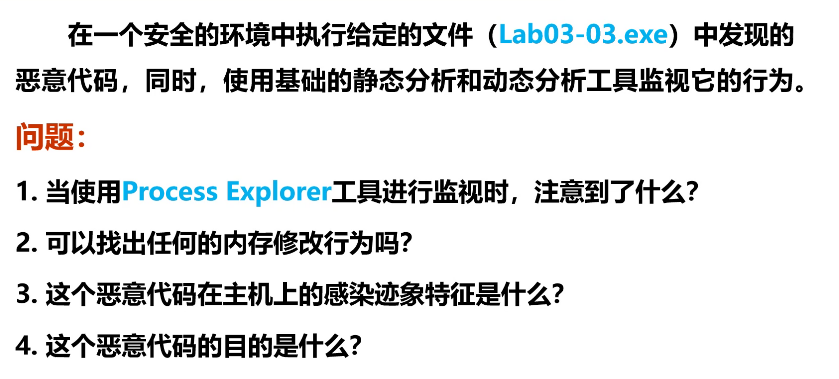 在一个安全的环境中执行给定的文件（Lab03-03.exe）中发现的
恶意代码，同时，使用基础的静态分析和动态分析工具监视它的行为。
问题：
1. 当使用Process Explorer工具进行监视时，注意到了什么？
2. 可以找出任何的内存修改行为吗？
3. 这个恶意代码在主机上的感染迹象特征是什么？
4. 这个恶意代码的目的是什么？